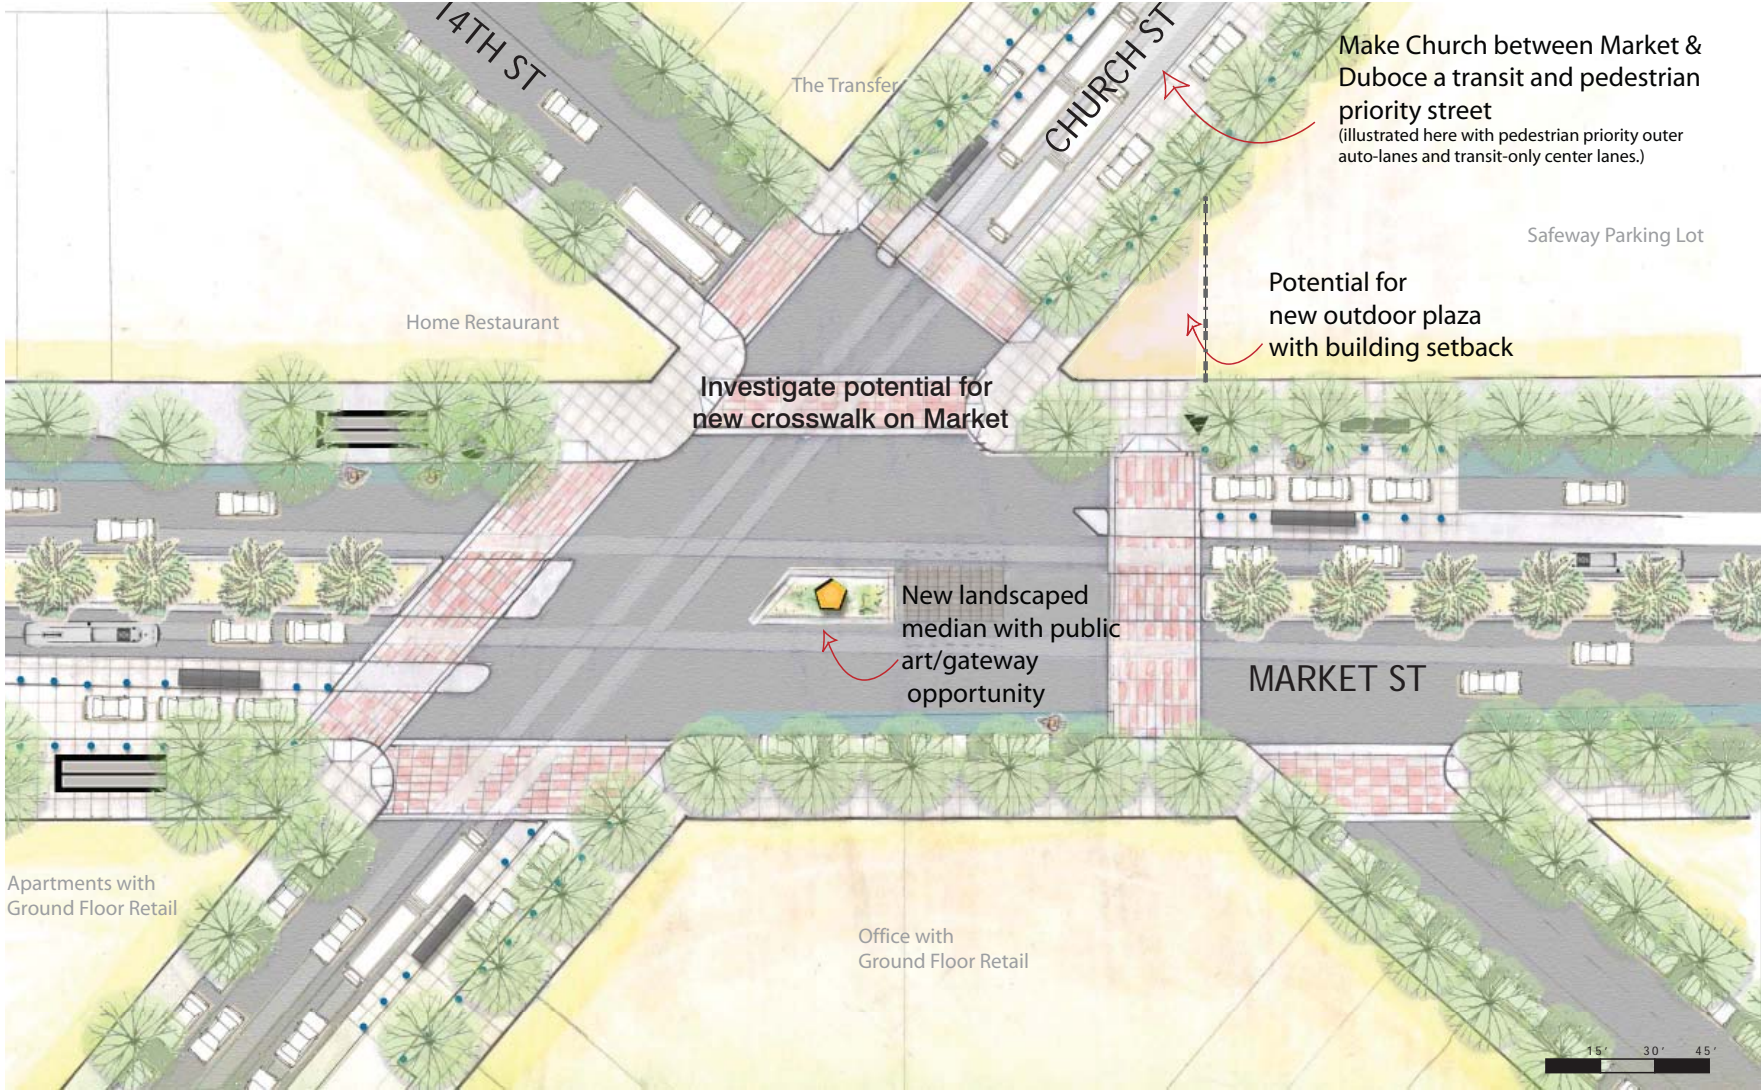 14TH ST
The Transfer
CHURCH ST
Make Church between Market &
Duboce a transit and pedestrian
priority street
(illustrated here with pedestrian priority outer
auto-lanes and transit-only center lanes.)
Safeway Parking Lot
Home Restaurant
Potential for
new outdoor plaza
with building setback
Investigate potential for
new crosswalk on Market
New landscaped
median with public
art/gateway
opportunity
MARKET ST
Apartments with
Ground Floor Retail
Office with
Ground Floor Retail
15' 30' 45'